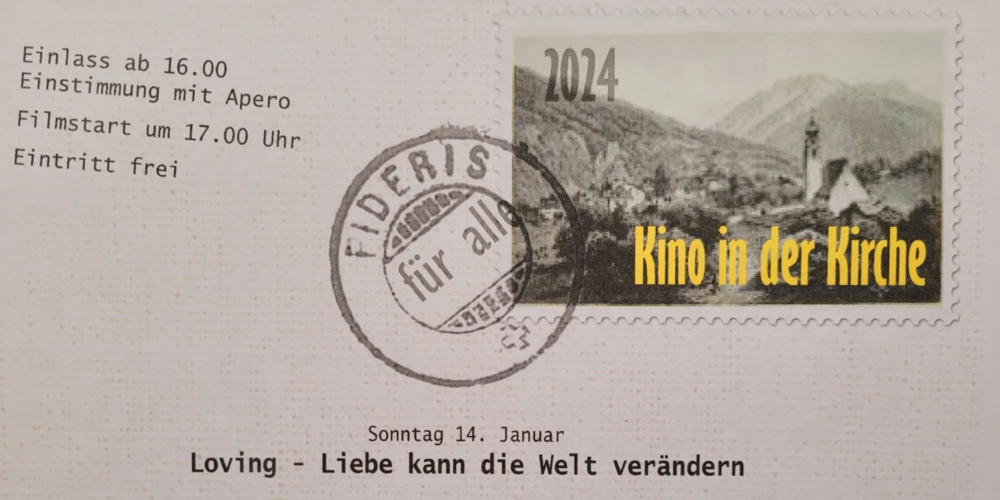 Einlass ab 16.00
Einstimmung mit Apero
Filmstart um 17.00 Uhr
Eintritt frei
2024
Kino in der Kirche
FIDERIS
für alle
Sonntag 14. Januar
Loving - Liebe kann die Welt verändern